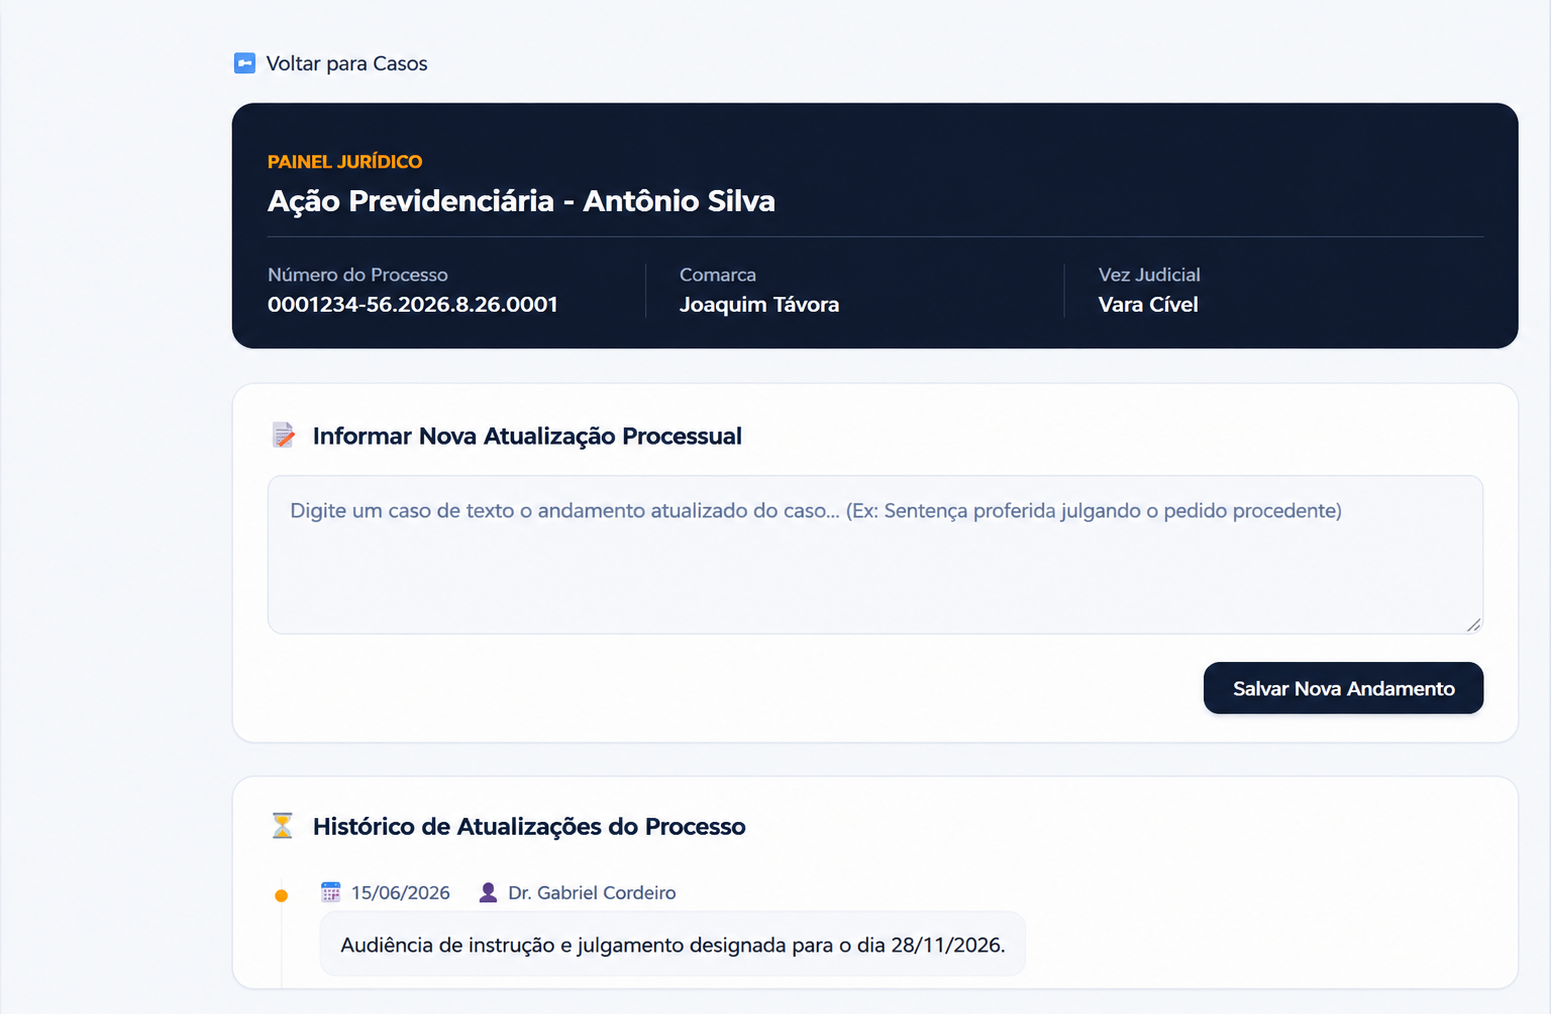 Voltar para Casos
PAINEL JURÍDICO
Ação Previdenciária - Antônio Silva
Número do Processo
0001234-56.2026.8.26.0001
Comarca
Joaquim Távora
Vez Judicial
Vara Cível
Informar Nova Atualização Processual
Digite um caso de texto o andamento atualizado do caso... (Ex: Sentença proferida julgando o pedido procedente)
Salvar Nova Andamento
Histórico de Atualizações do Processo
15/06/2026 Dr. Gabriel Cordeiro
Audiência de instrução e julgamento designada para o dia 28/11/2026.